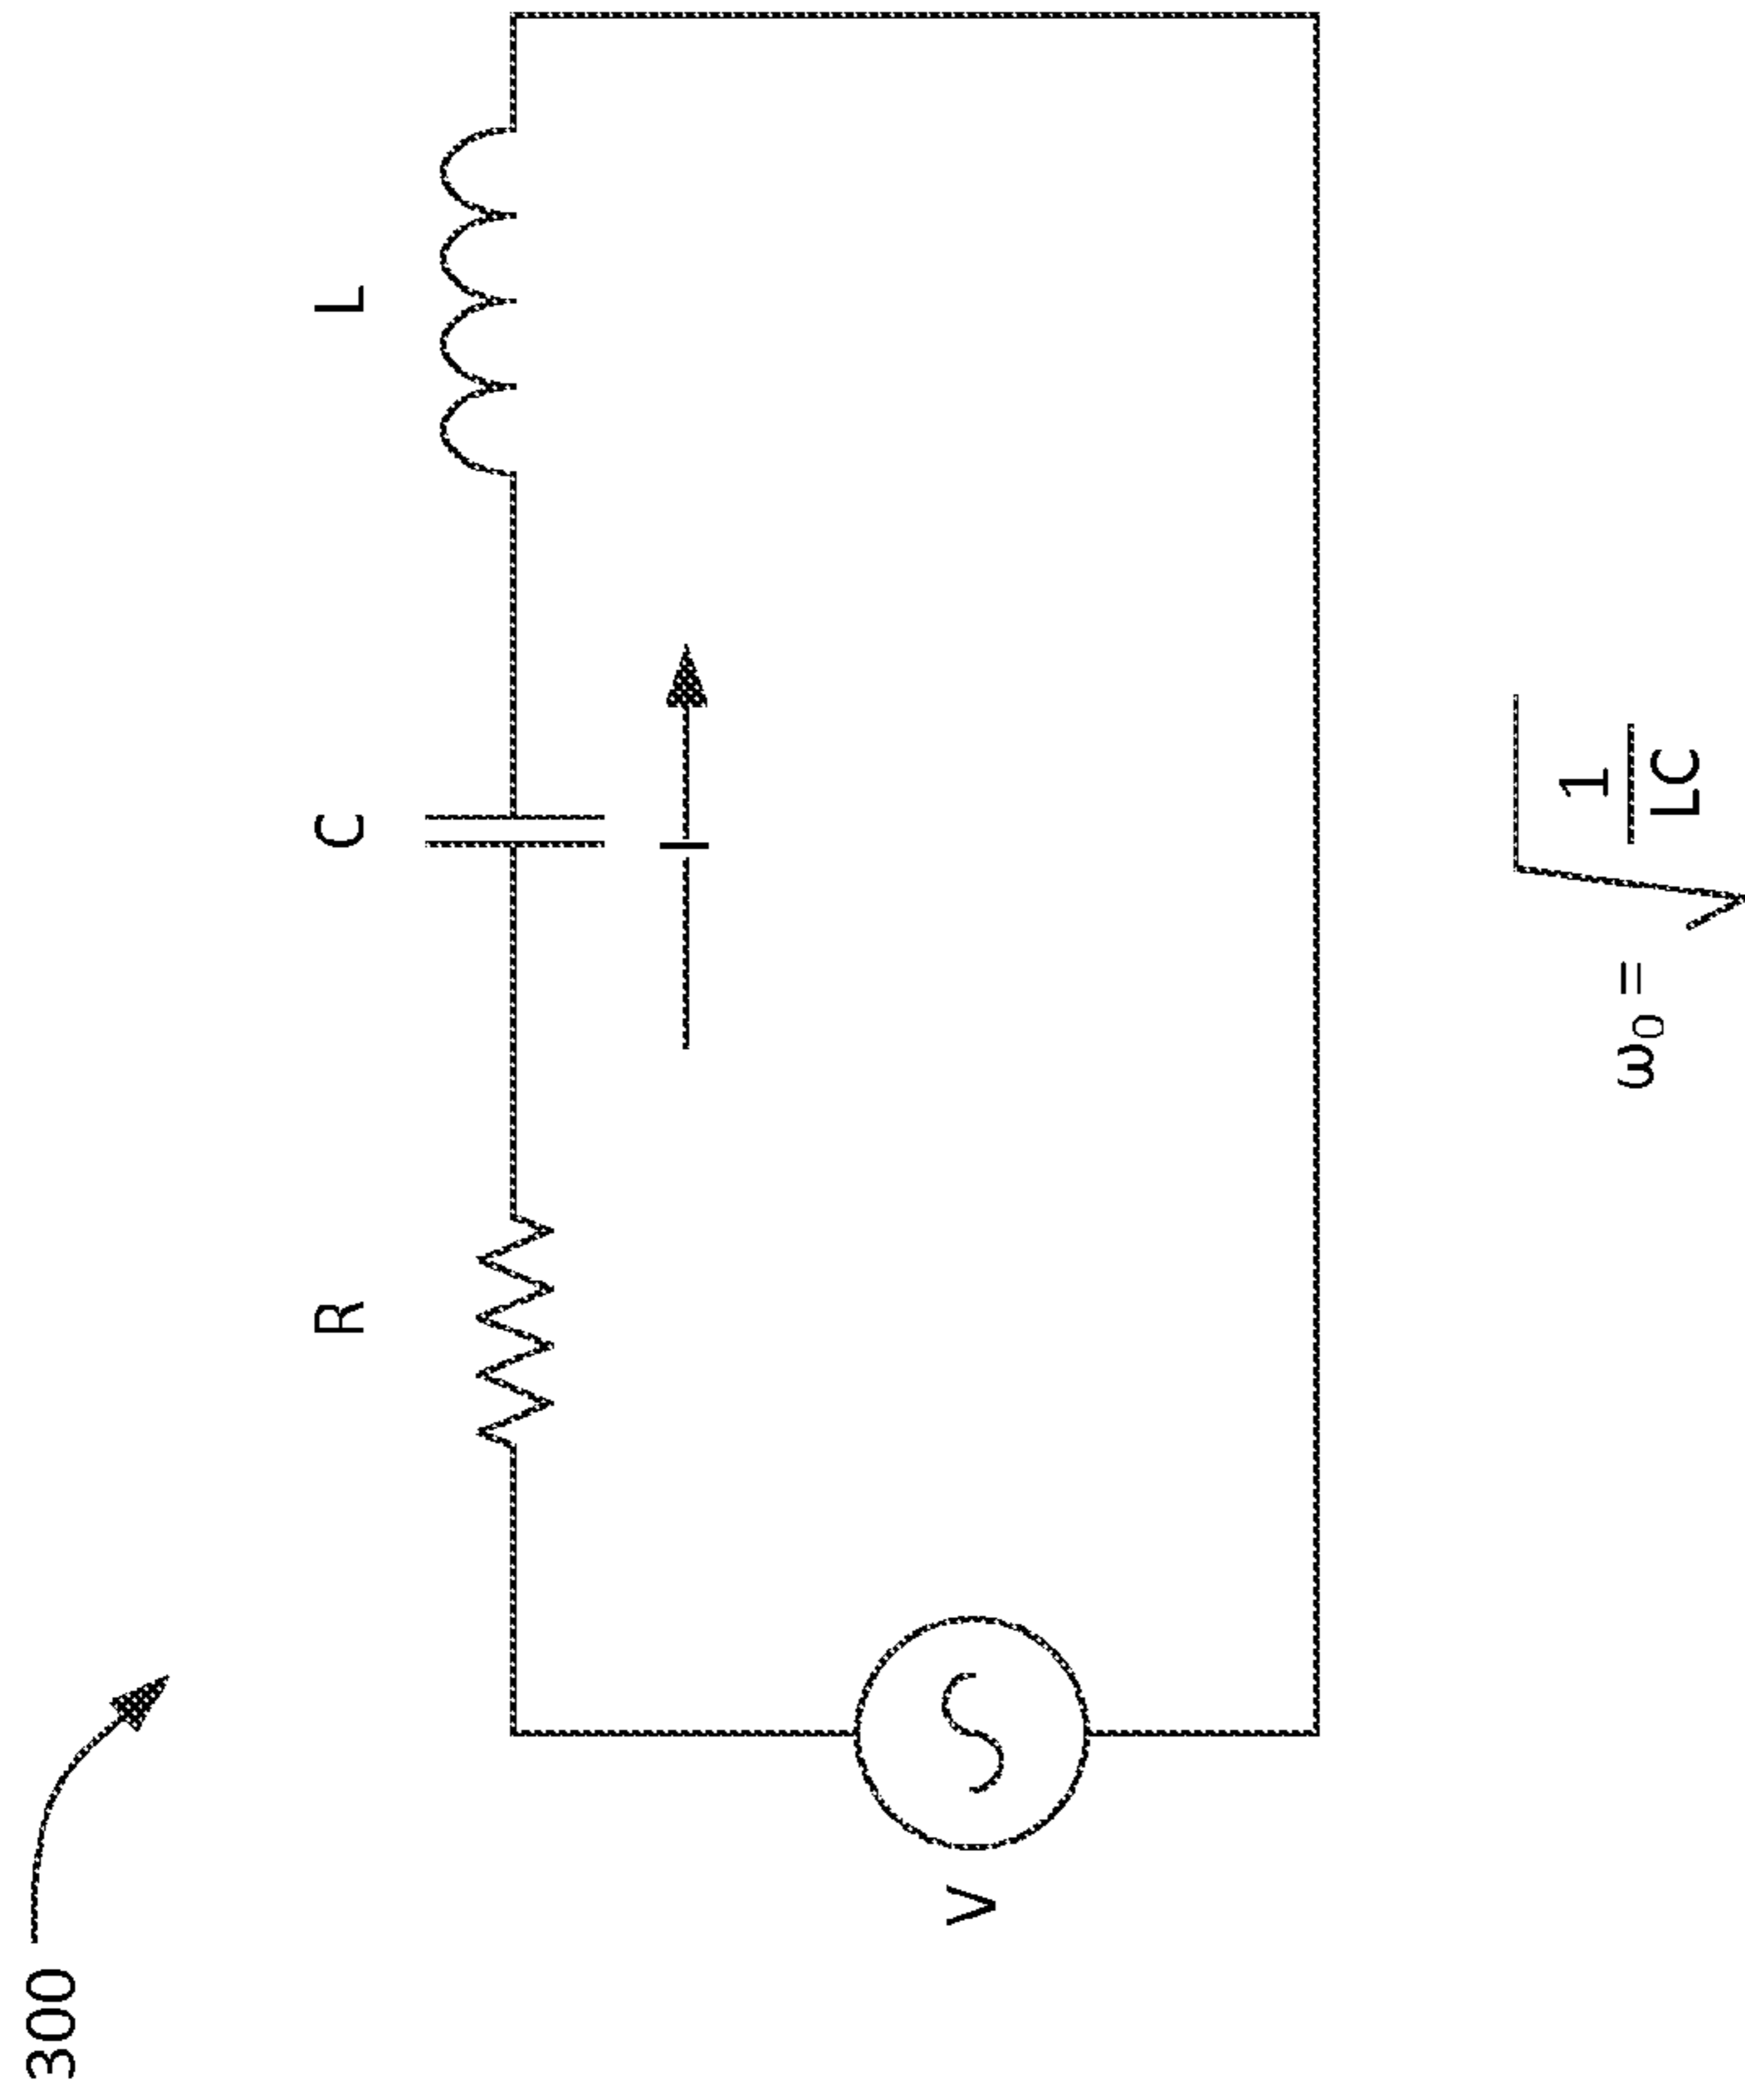 300
R
C
L
I
V
ω₀ = √(1/LC)